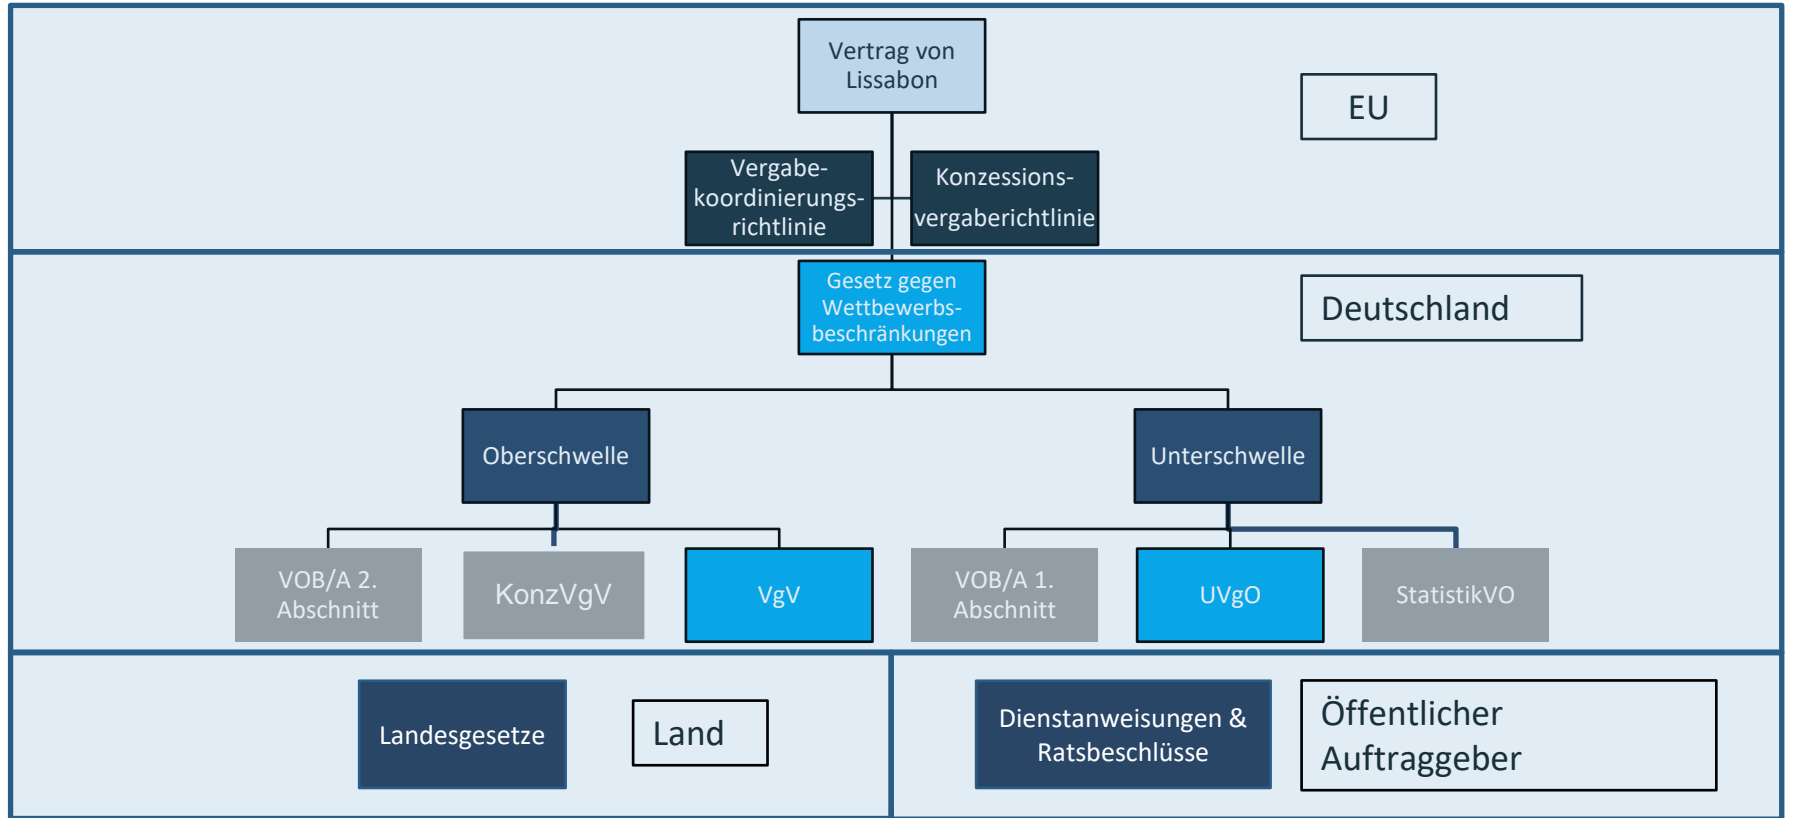 Vertrag von
Lissabon
EU
Vergabe-
koordinierungs-
richtlinie
Konzessions-
vergaberichtlinie
Gesetz gegen
Wettbewerbs-
beschränkungen
Deutschland
Oberschwelle
Unterschwelle
VOB/A 2.
Abschnitt
KonzVgV
VgV
VOB/A 1.
Abschnitt
UVgO
StatistikVO
Landesgesetze
Land
Dienstanweisungen &
Ratsbeschlüsse
Öffentlicher
Auftraggeber